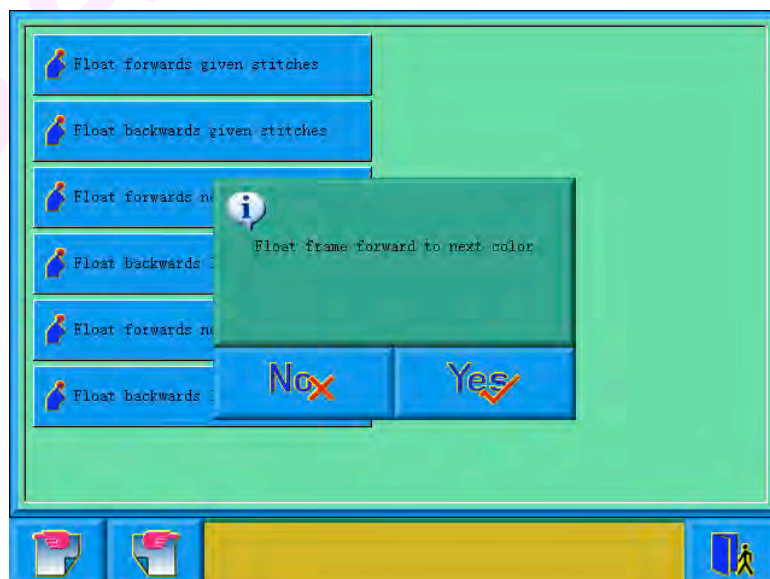 Float forwards given stitches
Float backwards given stitches
Float forwards
Float backwards
Float forwards
Float backwards
Float frame forward to next color
No
Yes